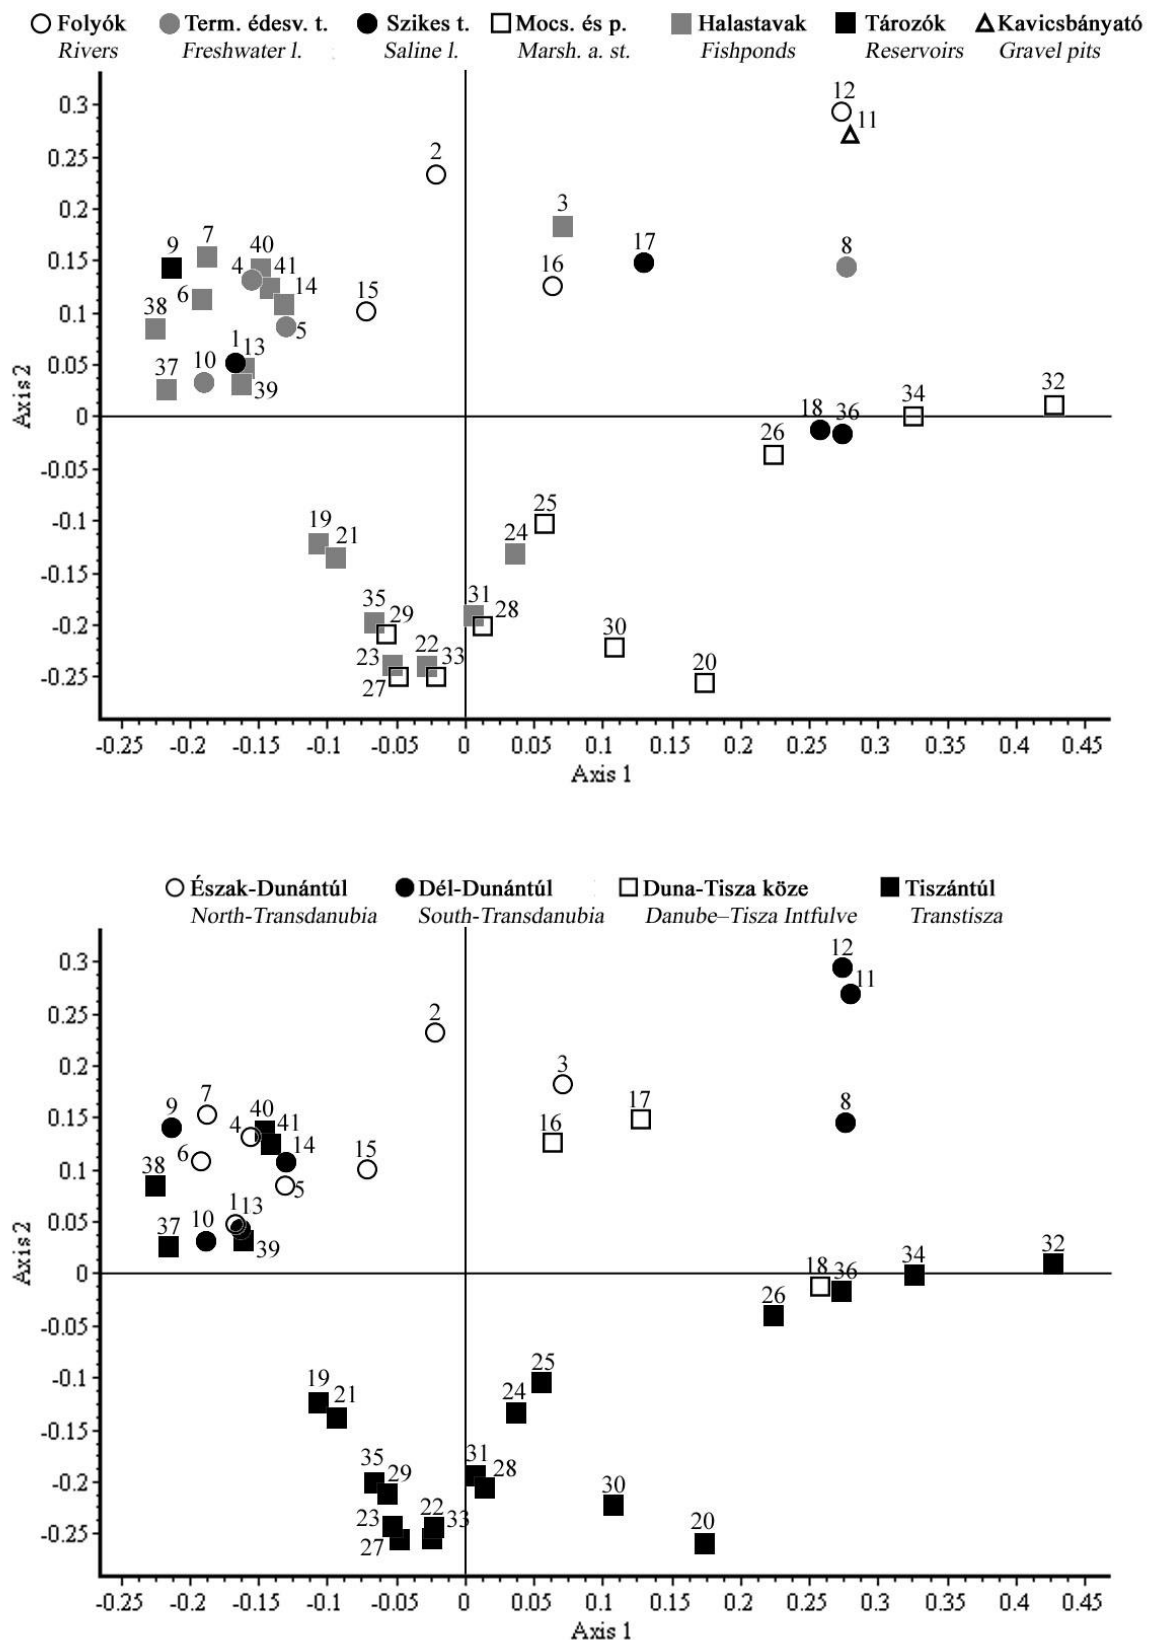 Folyók Term. édesv. t. Szikes t. Mocs. és p. Halastavak Tározók Kavicsbányató
Rivers Freshwater l. Saline l. Marsh. a. st. Fishponds Reservoirs Gravel pits
12
0.3
11
0.25
2
0.2
3
7 40 17 8
9
0.15
4 41 16
6 14 15
38
0.1
5
1 13
37 10
0.05
39
34 32
18 36
0
26
-0.05
25
-0.1
19 21 24
-0.15
35 29 31 28
-0.2
30
23 22 33 20
-0.25
27
-0.25 -0.2 -0.15 -0.1 -0.05 0 0.05 0.1 0.15 0.2 0.25 0.3 0.35 0.4 0.45
Axis 1
Axis 2
Észak-Dunántúl Dél-Dunántúl Duna-Tisza köze Tiszántúl
North-Transdanubia South-Transdanubia Danube–Tisza Intfulve Transtisza
12
0.3
11
0.25
2
0.2
3
7 40 17 8
9
0.15
4 41 16
6 14 15
38
0.1
5
1 13
37 10
0.05
39
34 32
18 36
0
26
-0.05
25
-0.1
19 21 24
-0.15
35 29 31 28
-0.2
30
23 22 33 20
-0.25
27
-0.25 -0.2 -0.15 -0.1 -0.05 0 0.05 0.1 0.15 0.2 0.25 0.3 0.35 0.4 0.45
Axis 1
Axis 2